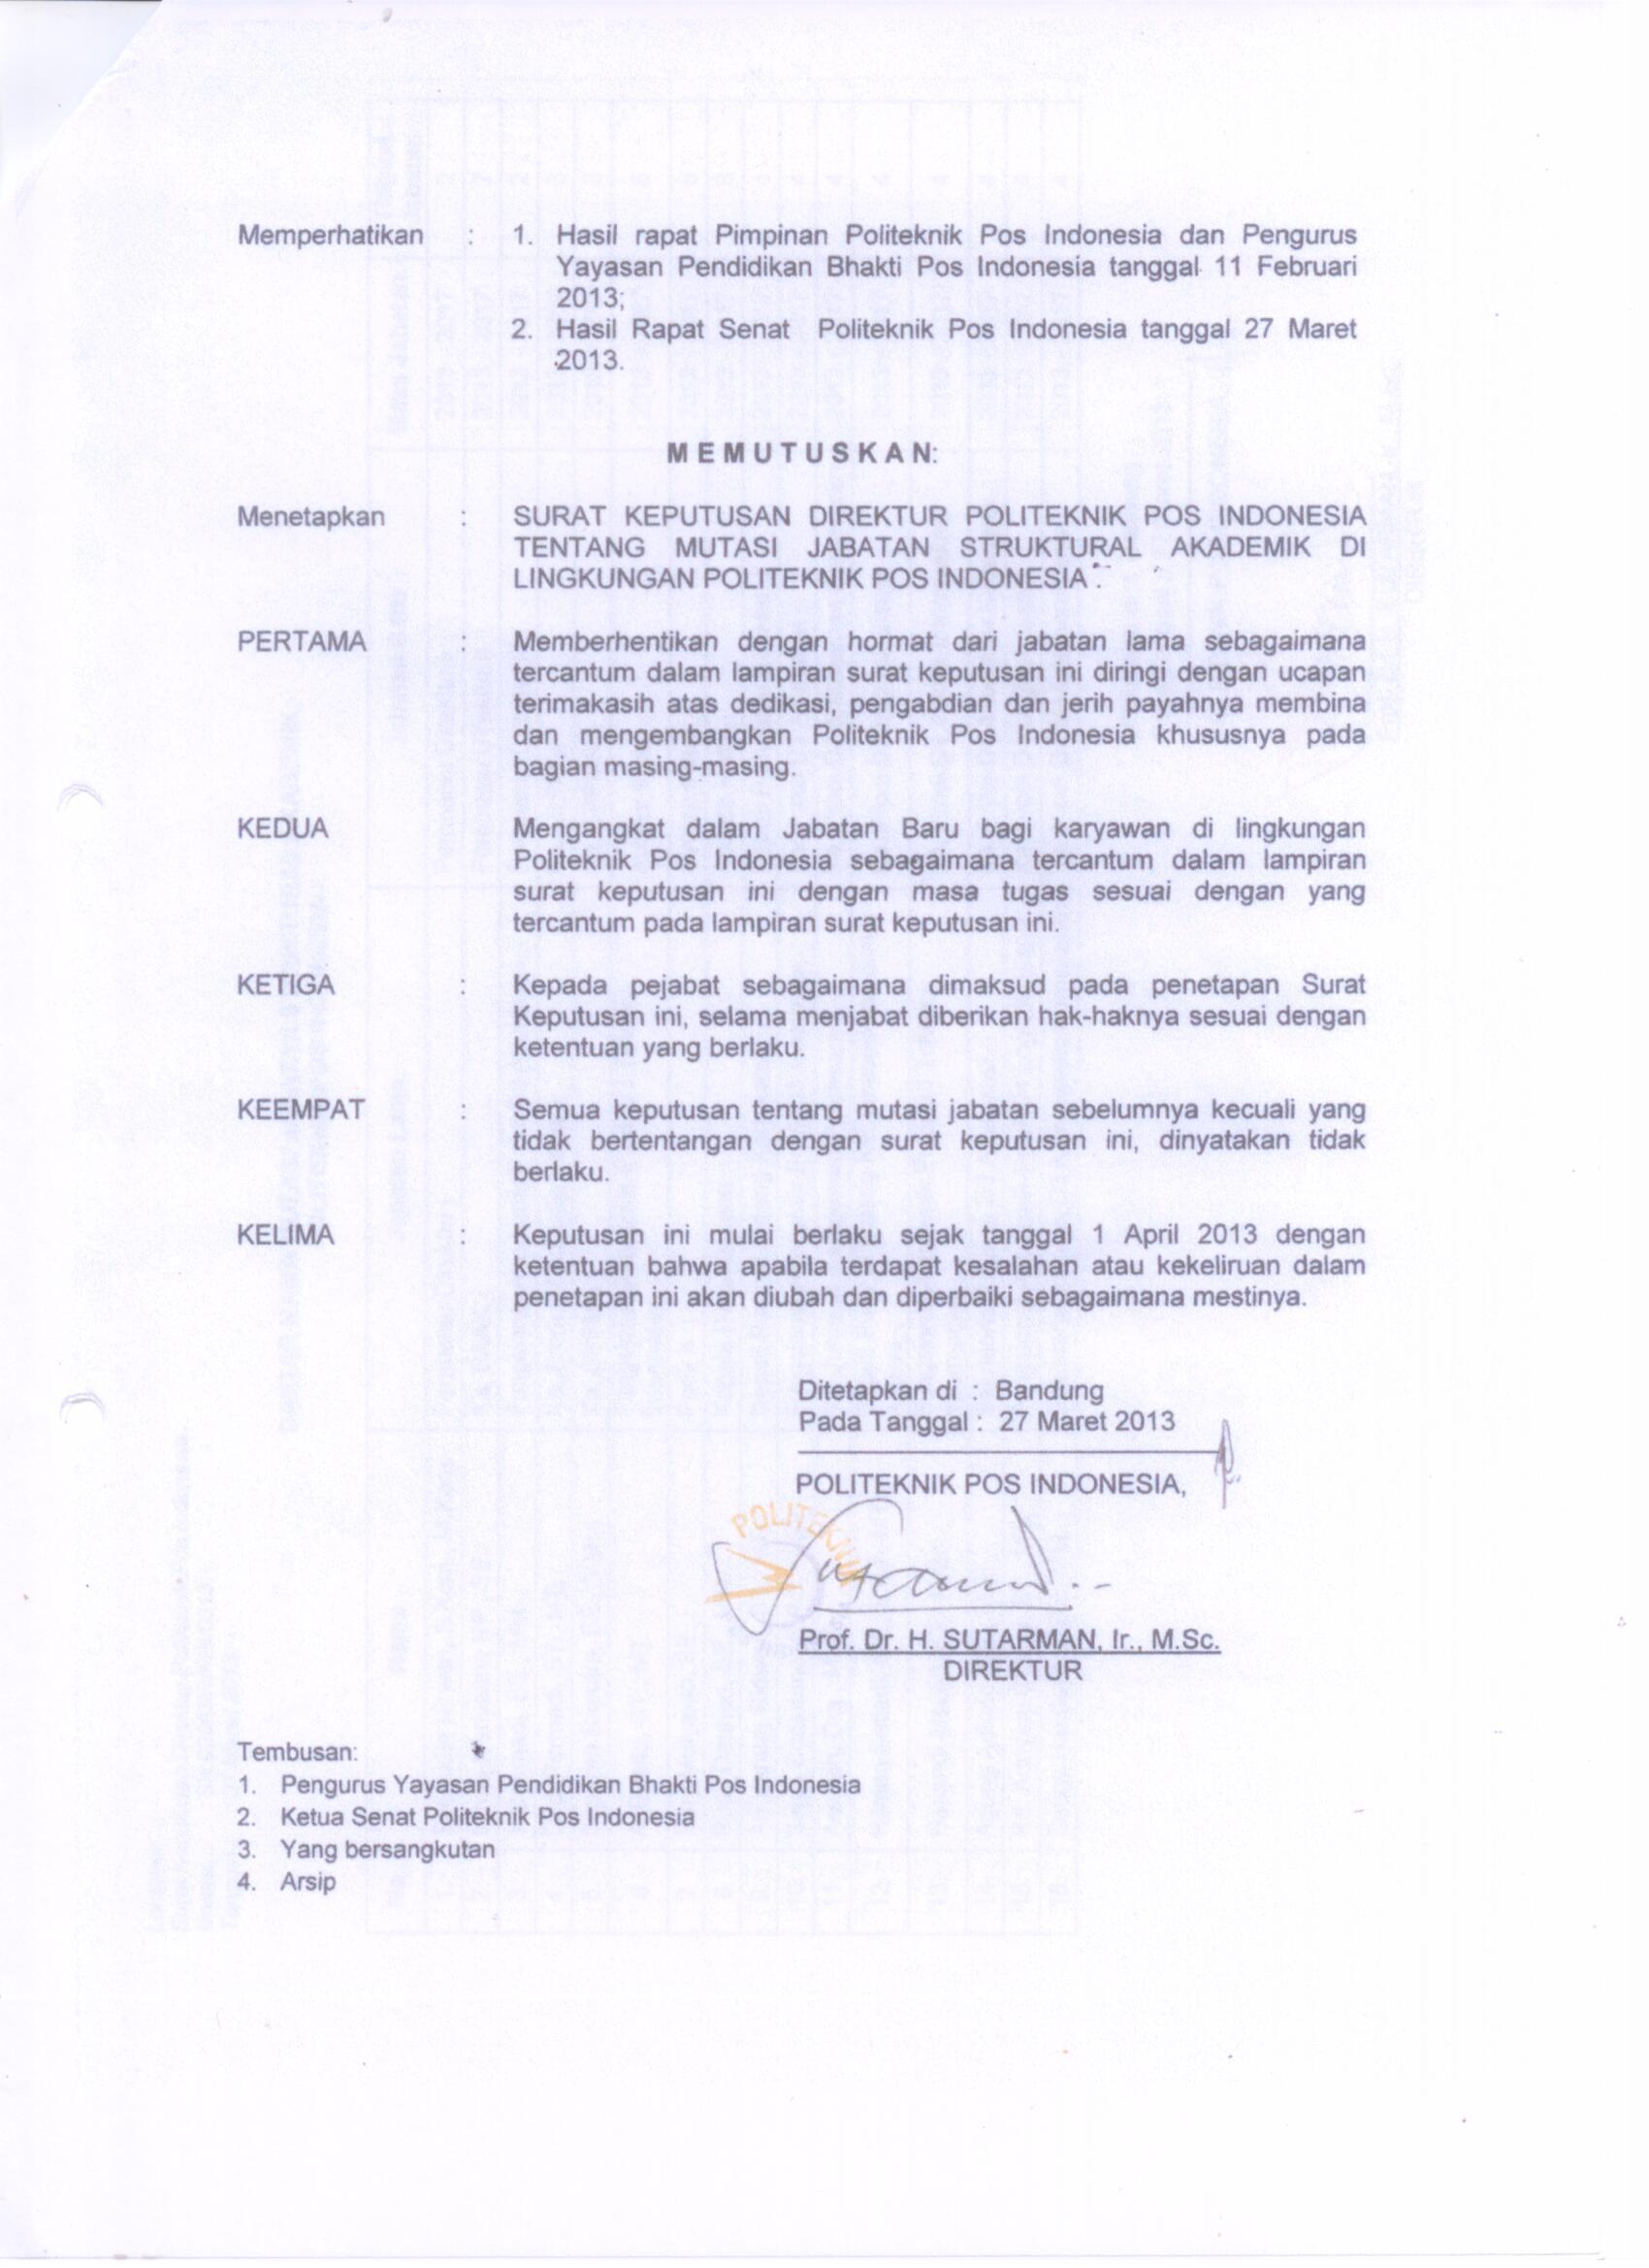 Memperhatikan : 1. Hasil rapat Pimpinan Politeknik Pos Indonesia dan Pengurus
Yayasan Pendidikan Bhakti Pos Indonesia tanggal 11 Februari
2013;
2. Hasil Rapat Senat Politeknik Pos Indonesia tanggal 27 Maret
2013.
M E M U T U S K A N:
Menetapkan : SURAT KEPUTUSAN DIREKTUR POLITEKNIK POS INDONESIA
TENTANG MUTASI JABATAN STRUKTURAL AKADEMIK DI
LINGKUNGAN POLITEKNIK POS INDONESIA .
PERTAMA : Memberhentikan dengan hormat dari jabatan lama sebagaimana
tercantum dalam lampiran surat keputusan ini diringi dengan ucapan
terimakasih atas dedikasi, pengabdian dan jerih payahnya membina
dan mengembangkan Politeknik Pos Indonesia khususnya pada
bagian masing-masing.
KEDUA Mengangkat dalam Jabatan Baru bagi karyawan di lingkungan
Politeknik Pos Indonesia sebagaimana tercantum dalam lampiran
surat keputusan ini dengan masa tugas sesuai dengan yang
tercantum pada lampiran surat keputusan ini.
KETIGA : Kepada pejabat sebagaimana dimaksud pada penetapan Surat
Keputusan ini, selama menjabat diberikan hak-haknya sesuai dengan
ketentuan yang berlaku.
KEEMPAT : Semua keputusan tentang mutasi jabatan sebelumnya kecuali yang
tidak bertentangan dengan surat keputusan ini, dinyatakan tidak
berlaku.
KELIMA : Keputusan ini mulai berlaku sejak tanggal 1 April 2013 dengan
ketentuan bahwa apabila terdapat kesalahan atau kekeliruan dalam
penetapan ini akan diubah dan diperbaiki sebagaimana mestinya.
Ditetapkan di : Bandung
Pada Tanggal : 27 Maret 2013
POLITEKNIK POS INDONESIA,
POLITEKNIK
Prof. Dr. H. SUTARMAN, Ir., M.Sc.
DIREKTUR
Tembusan:
1. Pengurus Yayasan Pendidikan Bhakti Pos Indonesia
2. Ketua Senat Politeknik Pos Indonesia
3. Yang bersangkutan
4. Arsip